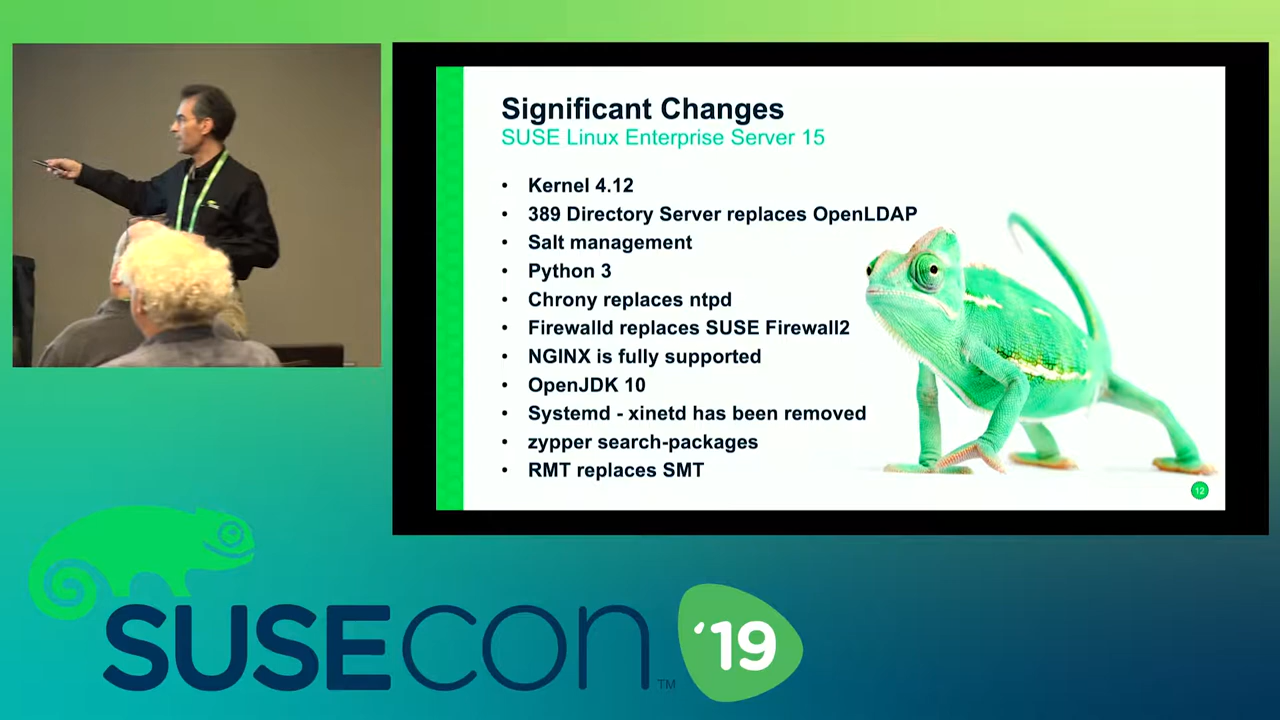 Significant Changes
SUSE Linux Enterprise Server 15
• Kernel 4.12
• 389 Directory Server replaces OpenLDAP
• Salt management
• Python 3
• Chrony replaces ntpd
• Firewalld replaces SUSE Firewall2
• NGINX is fully supported
• OpenJDK 10
• Systemd - xinetd has been removed
• zypper search-packages
• RMT replaces SMT
12
SUSECON™ '19